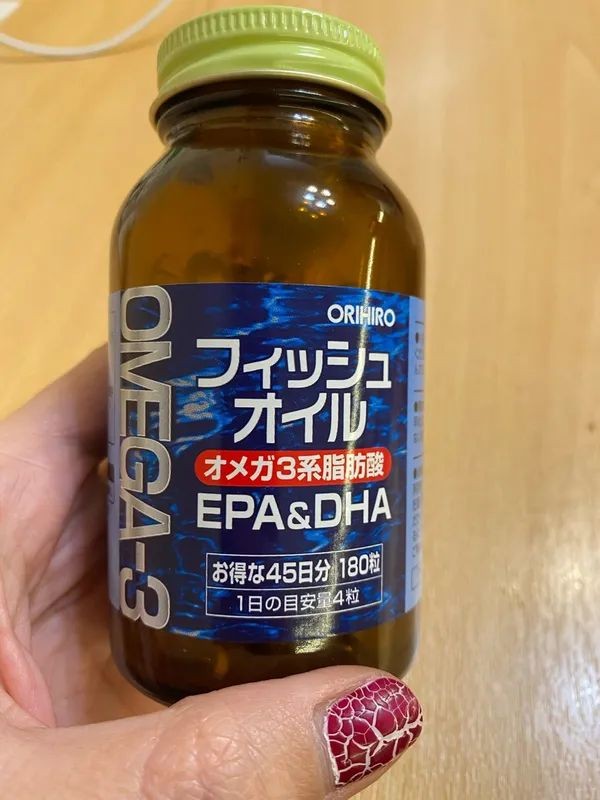 ORIHIRO
OMEGA-3
フィッシュ
オイル
オメガ3系脂肪酸
EPA&DHA
お得な45日分 180粒
1日の目安量4粒